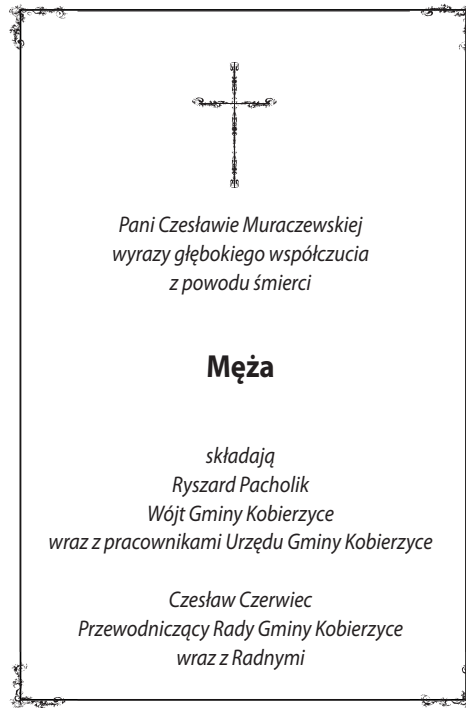 Pani Czesławie Muraczewskiej
wyrazy głębokiego współczucia
z powodu śmierci
Męża
składają
Ryszard Pacholik
Wójt Gminy Kobierzyce
wraz z pracownikami Urzędu Gminy Kobierzyce
Czesław Czerwiec
Przewodniczący Rady Gminy Kobierzyce
wraz z Radnymi